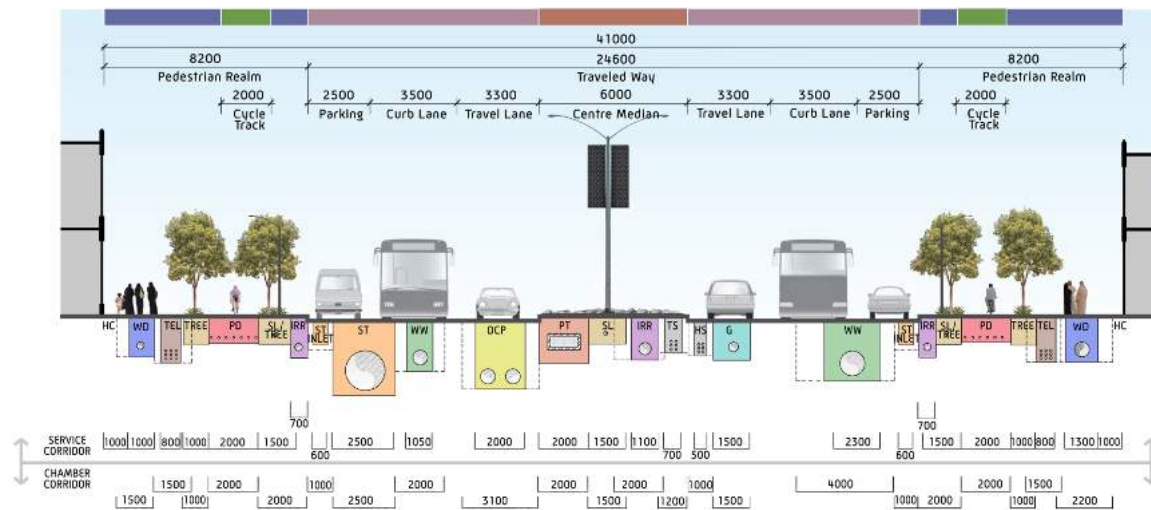 41000
8200 24600 8200
Pedestrian Realm Traveled Way Pedestrian Realm
2000 2500 3500 3300 6000 3300 3500 2500 2000
Cycle Track Parking Curb Lane Travel Lane Centre Median Travel Lane Curb Lane Parking Cycle Track
HC WD TEL TREE PD SL/TREE IRR ST INLET ST WW DCP PT SL IRR TS HS G WW ST INLET IRR SL/TREE PD TREE TEL WD HC
700 700
SERVICE CORRIDOR
1000 1000 800 1000 2000 1500 600 2500 1050 2000 2000 1500 1100 700 500 1500 2300 600 1500 2000 1000 800 1300 1000
CHAMBER CORRIDOR
1500 2000 1000 2000 2000 2000 1000 4000 2000 1500
1500 1000 2000 2500 3100 1500 1200 1500 1000 2000 1000 2200